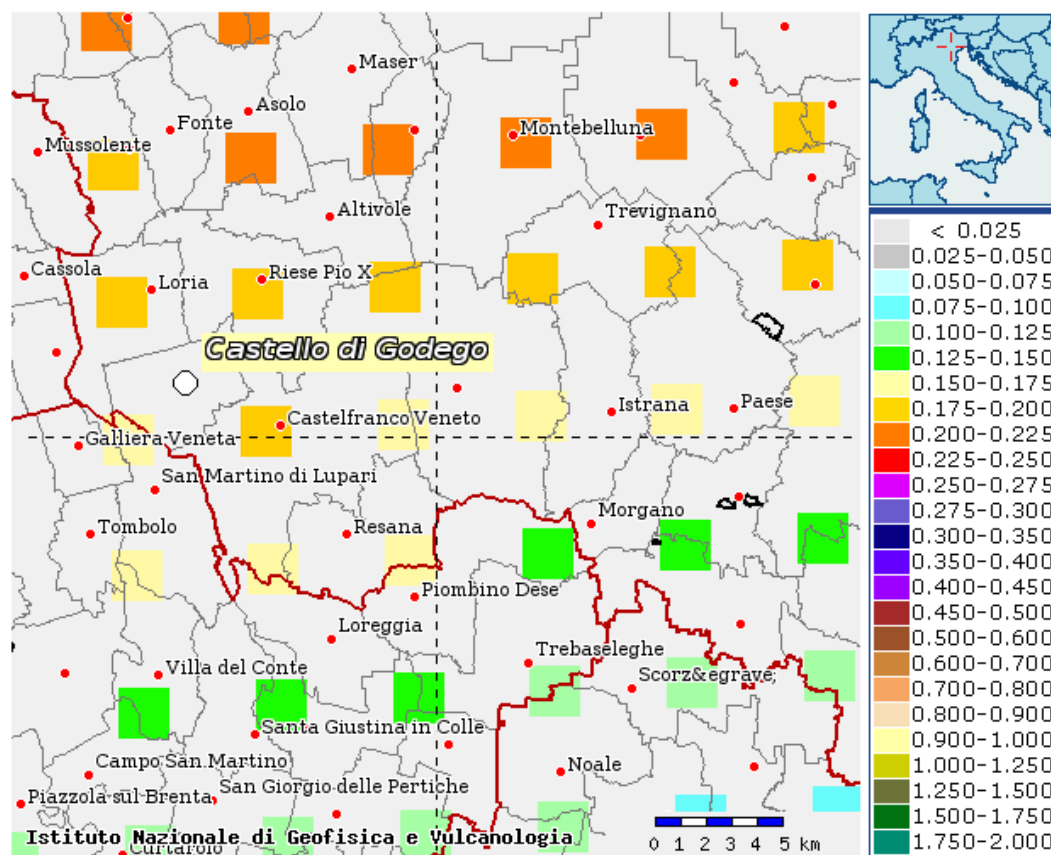 Maser
Asolo
Fonte
Montebelluna
Mussolente
Altivole
Trevignano
Cassola
Loria
Riese Pio X
Castello di Godego
Castelfranco Veneto
Istrana
Paese
Galliera Veneta
San Martino di Lupari
Tombolo
Resana
Morgano
Piombino Dese
Loreggia
Trebaseleghe
Villa del Conte
Scorz&egrave;
Santa Giustina in Colle
Campo San Martino
Noale
San Giorgio delle Pertiche
Piazzola sul Brenta
Istituto Nazionale di Geofisica e Vulcanologia
Curtarolo
0 1 2 3 4 5 km
< 0.025
0.025-0.050
0.050-0.075
0.075-0.100
0.100-0.125
0.125-0.150
0.150-0.175
0.175-0.200
0.200-0.225
0.225-0.250
0.250-0.275
0.275-0.300
0.300-0.350
0.350-0.400
0.400-0.450
0.450-0.500
0.500-0.600
0.600-0.700
0.700-0.800
0.800-0.900
0.900-1.000
1.000-1.250
1.250-1.500
1.500-1.750
1.750-2.000